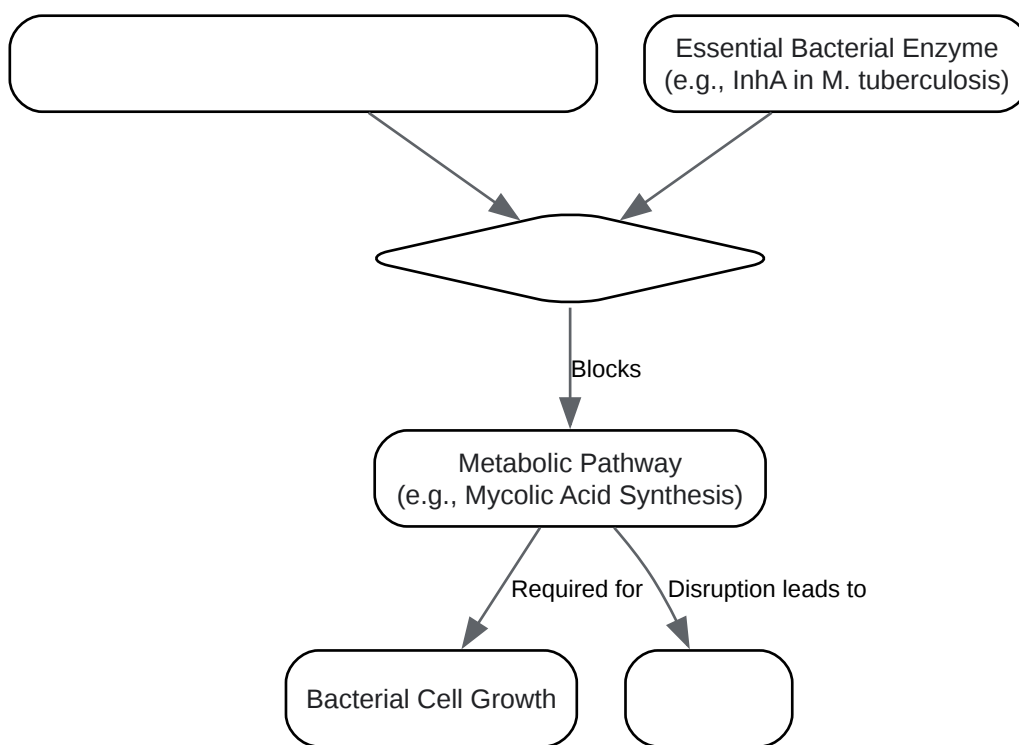 Essential Bacterial Enzyme
(e.g., InhA in M. tuberculosis)
Blocks
Metabolic Pathway
(e.g., Mycolic Acid Synthesis)
Required for
Disruption leads to
Bacterial Cell Growth